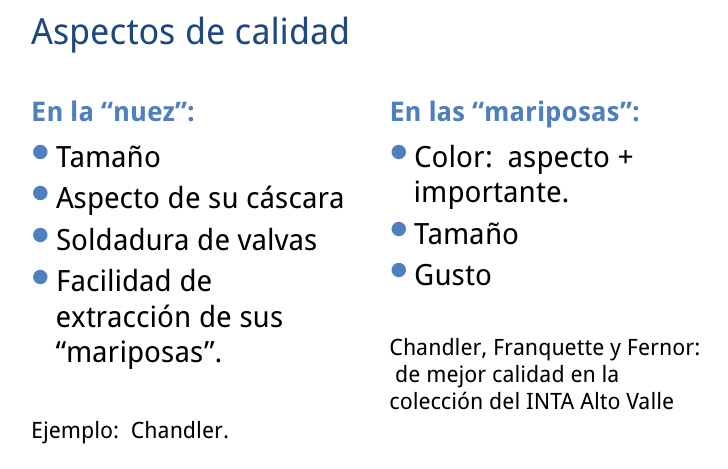 Aspectos de calidad
En la “nuez”:
● Tamaño
● Aspecto de su cáscara
● Soldadura de valvas
● Facilidad de
extracción de sus
“mariposas”.
Ejemplo:  Chandler.
En las “mariposas”:
● Color:  aspecto +
importante.
● Tamaño
● Gusto
Chandler, Franquette y Fernor:
de mejor calidad en la
colección del INTA Alto Valle